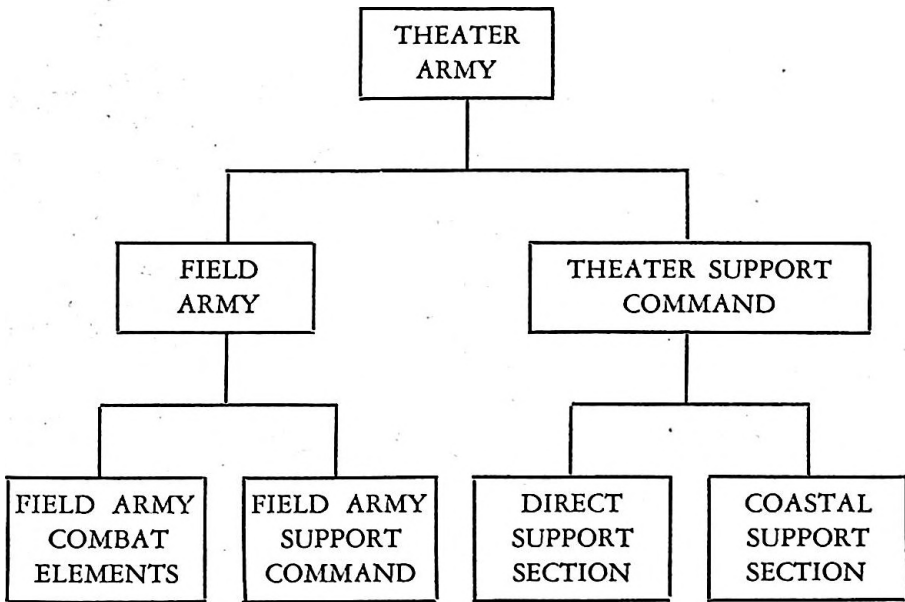 THEATER
ARMY
FIELD
ARMY
THEATER SUPPORT
COMMAND
FIELD ARMY
COMBAT
ELEMENTS
FIELD ARMY
SUPPORT
COMMAND
DIRECT
SUPPORT
SECTION
COASTAL
SUPPORT
SECTION